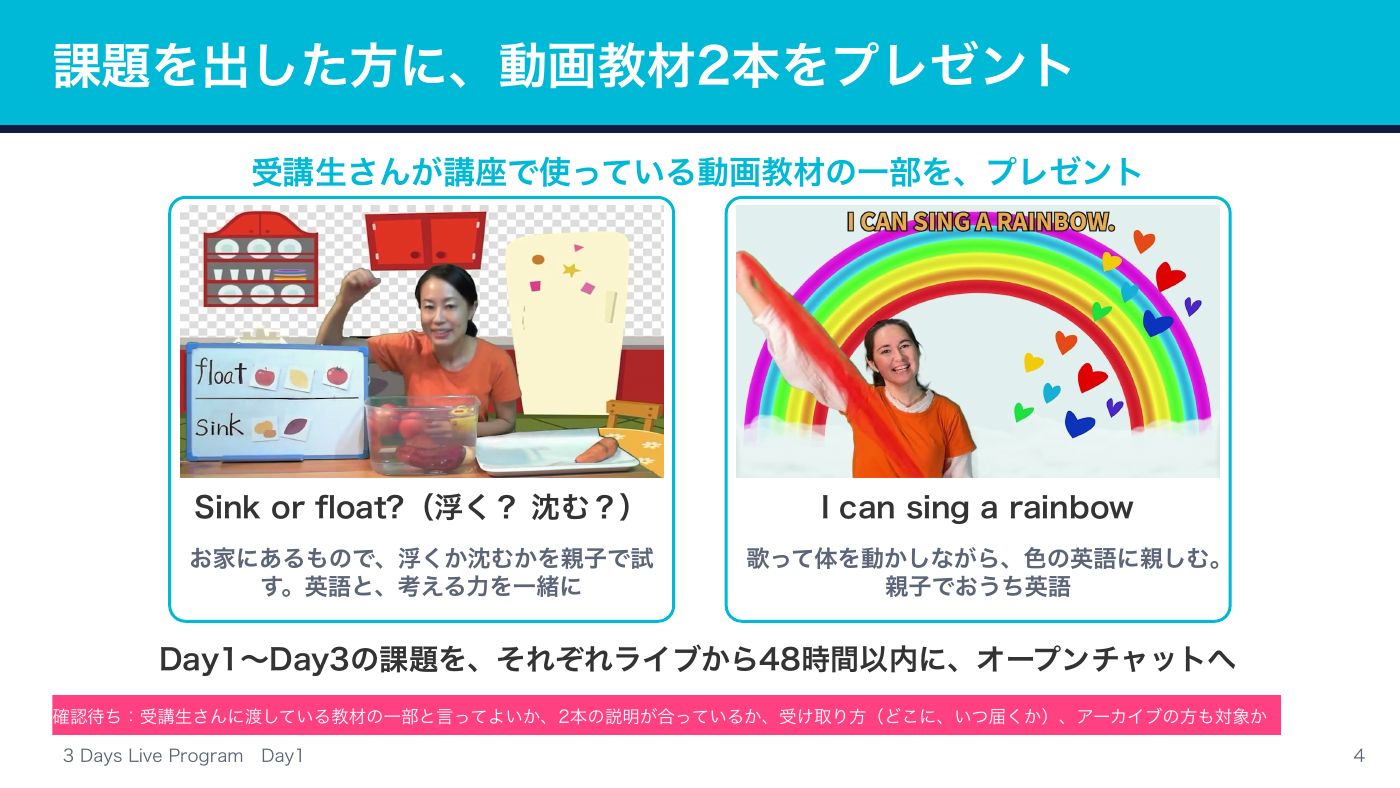 課題を出した方に、動画教材2本をプレゼント
受講生さんが講座で使っている動画教材の一部を、プレゼント
float
sink
I CAN SING A RAINBOW.
Sink or float?（浮く？ 沈む？）
お家にあるもので、浮くか沈むかを親子で試
す。英語と、考える力を一緒に
I can sing a rainbow
歌って体を動かしながら、色の英語に親しむ。
親子でおうち英語
Day1〜Day3の課題を、それぞれライブから48時間以内に、オープンチャットへ
確認待ち：受講生さんに渡している教材の一部と言ってよいか、2本の説明が合っているか、受け取り方（どこに、いつ届くか）、アーカイブの方も対象か
3 Days Live Program　Day1
4